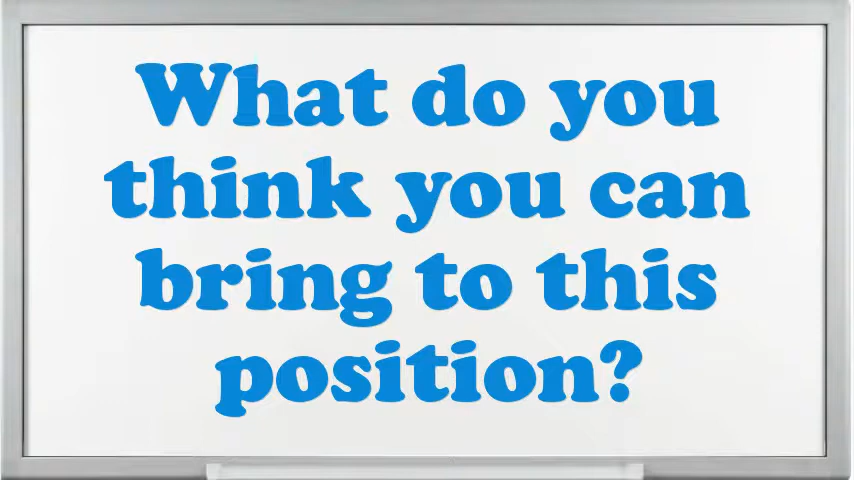 What do you
think you can
bring to this
position?